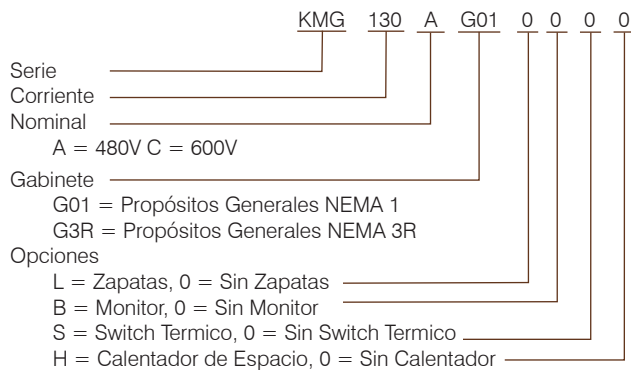 KMG 130 A G01 0 0 0 0
Serie
Corriente
Nominal
A = 480V C = 600V
Gabinete
G01 = Propósitos Generales NEMA 1
G3R = Propósitos Generales NEMA 3R
Opciones
L = Zapatas, 0 = Sin Zapatas
B = Monitor, 0 = Sin Monitor
S = Switch Termico, 0 = Sin Switch Termico
H = Calentador de Espacio, 0 = Sin Calentador